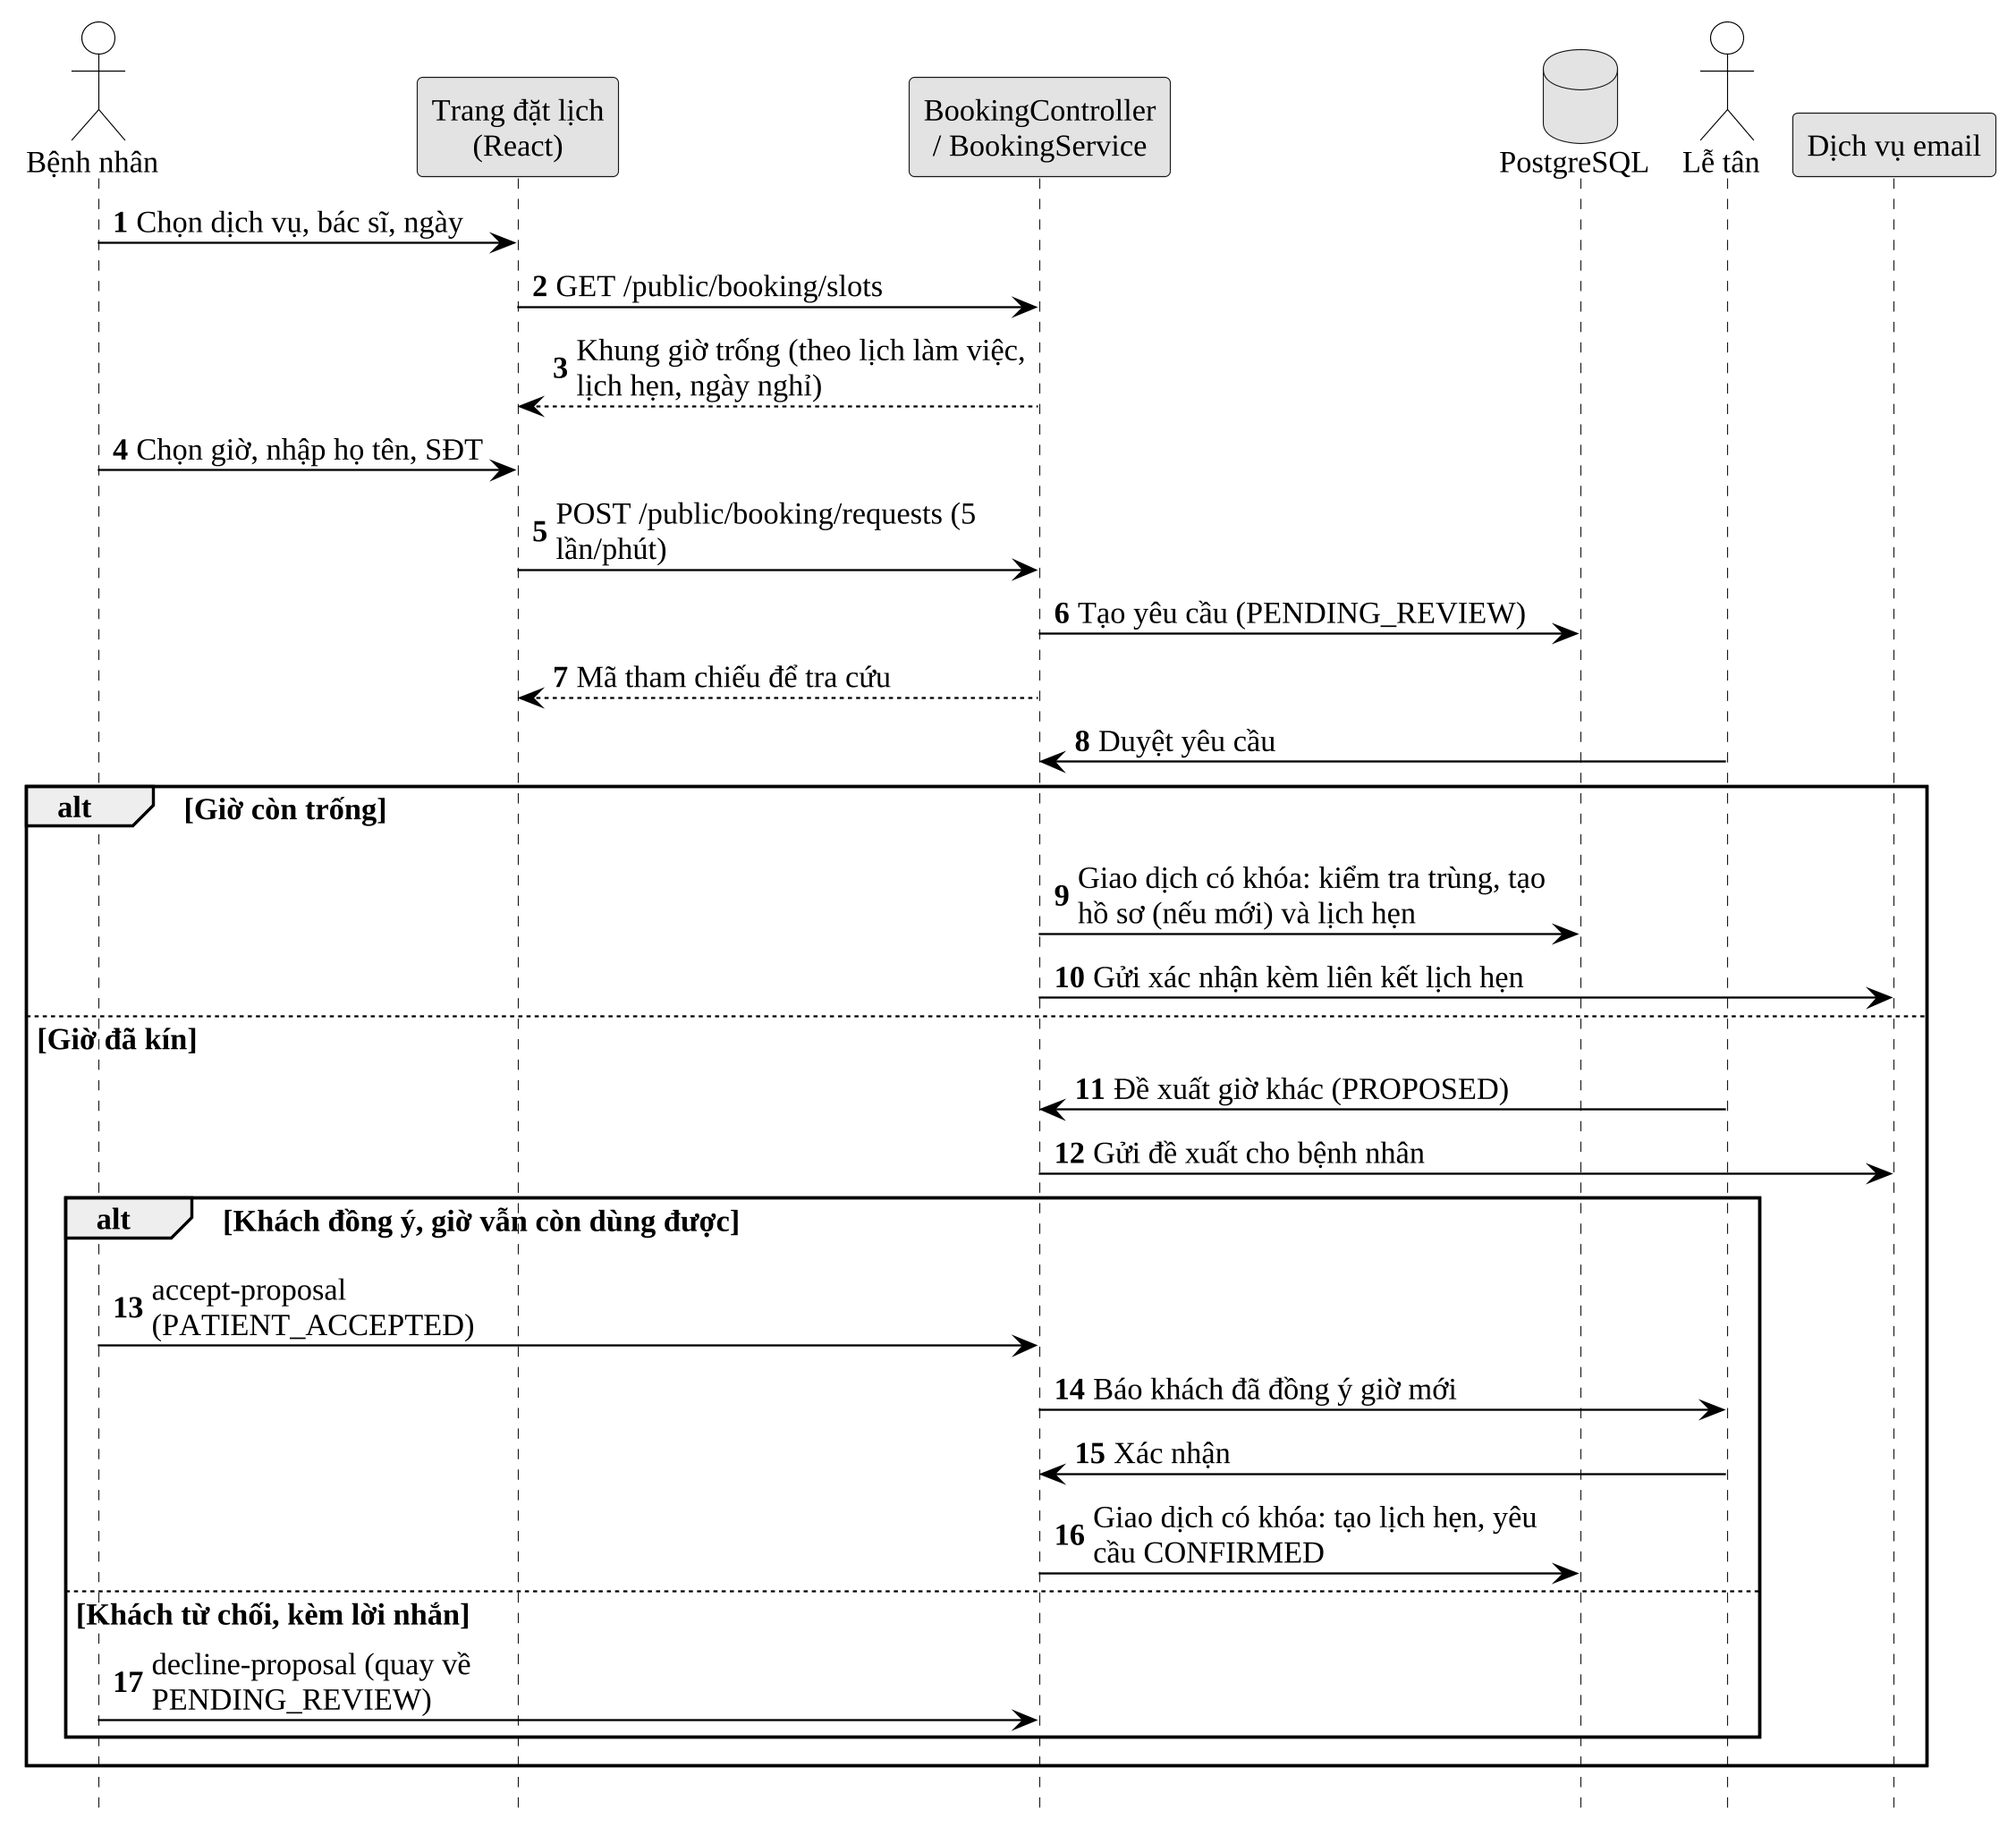 Bệnh nhân
Trang đặt lịch
(React)
BookingController
/ BookingService
PostgreSQL
Lễ tân
Dịch vụ email
1 Chọn dịch vụ, bác sĩ, ngày
2 GET /public/booking/slots
3 Khung giờ trống (theo lịch làm việc,
lịch hẹn, ngày nghỉ)
4 Chọn giờ, nhập họ tên, SĐT
5 POST /public/booking/requests (5
lần/phút)
6 Tạo yêu cầu (PENDING_REVIEW)
7 Mã tham chiếu để tra cứu
8 Duyệt yêu cầu
alt [Giờ còn trống]
9 Giao dịch có khóa: kiểm tra trùng, tạo
hồ sơ (nếu mới) và lịch hẹn
10 Gửi xác nhận kèm liên kết lịch hẹn
[Giờ đã kín]
11 Đề xuất giờ khác (PROPOSED)
12 Gửi đề xuất cho bệnh nhân
alt [Khách đồng ý, giờ vẫn còn dùng được]
13 accept-proposal
(PATIENT_ACCEPTED)
14 Báo khách đã đồng ý giờ mới
15 Xác nhận
16 Giao dịch có khóa: tạo lịch hẹn, yêu
cầu CONFIRMED
[Khách từ chối, kèm lời nhắn]
17 decline-proposal (quay về
PENDING_REVIEW)